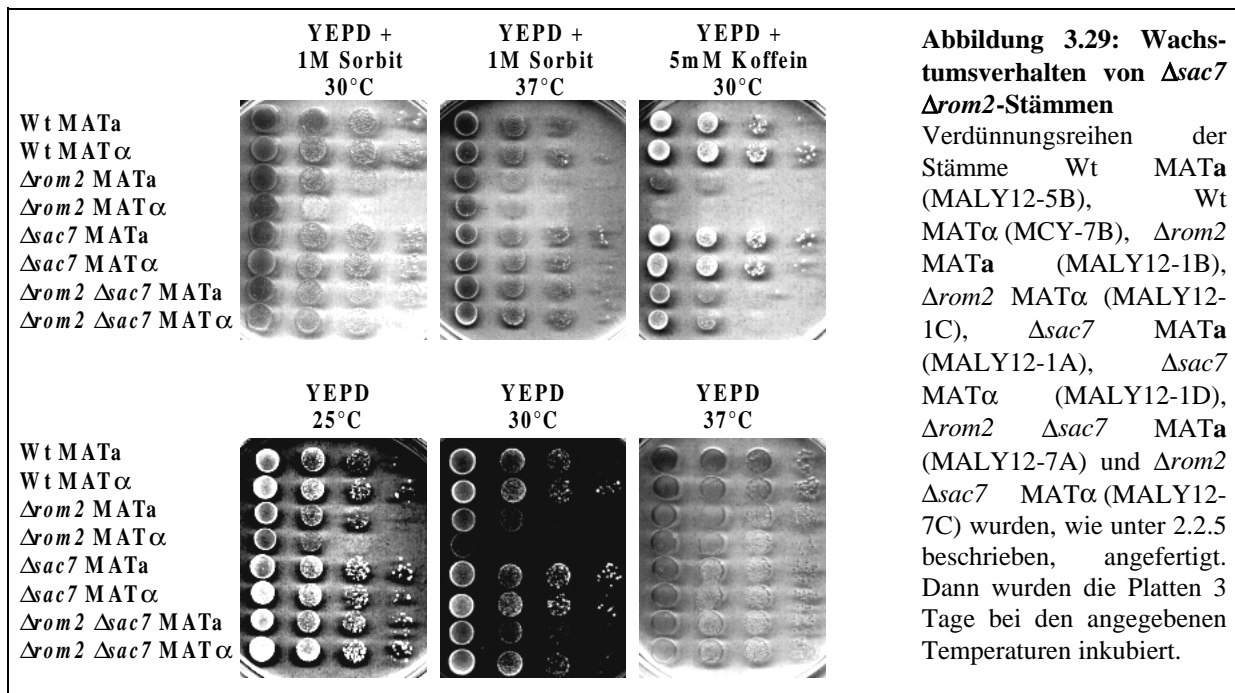 YEPD +
1M Sorbit
30°C
YEPD +
1M Sorbit
37°C
YEPD +
5mM Koffein
30°C
Wt MATa
Wt MATα
Δrom2 MATa
Δrom2 MATα
Δsac7 MATa
Δsac7 MATα
Δrom2 Δsac7 MATa
Δrom2 Δsac7 MATα
YEPD
25°C
YEPD
30°C
YEPD
37°C
Wt MATa
Wt MATα
Δrom2 MATa
Δrom2 MATα
Δsac7 MATa
Δsac7 MATα
Δrom2 Δsac7 MATa
Δrom2 Δsac7 MATα
Abbildung 3.29: Wachs-
tumsverhalten von Δsac7
Δrom2-Stämmen
Verdünnungsreihen der
Stämme Wt MATa
(MALY12-5B), Wt
MATα (MCY-7B), Δrom2
MATa (MALY12-1B),
Δrom2 MATα (MALY12-
1C), Δsac7 MATa
(MALY12-1A), Δsac7
MATα (MALY12-1D),
Δrom2 Δsac7 MATa
(MALY12-7A) und Δrom2
Δsac7 MATα (MALY12-
7C) wurden, wie unter 2.2.5
beschrieben, angefertigt.
Dann wurden die Platten 3
Tage bei den angegebenen
Temperaturen inkubiert.